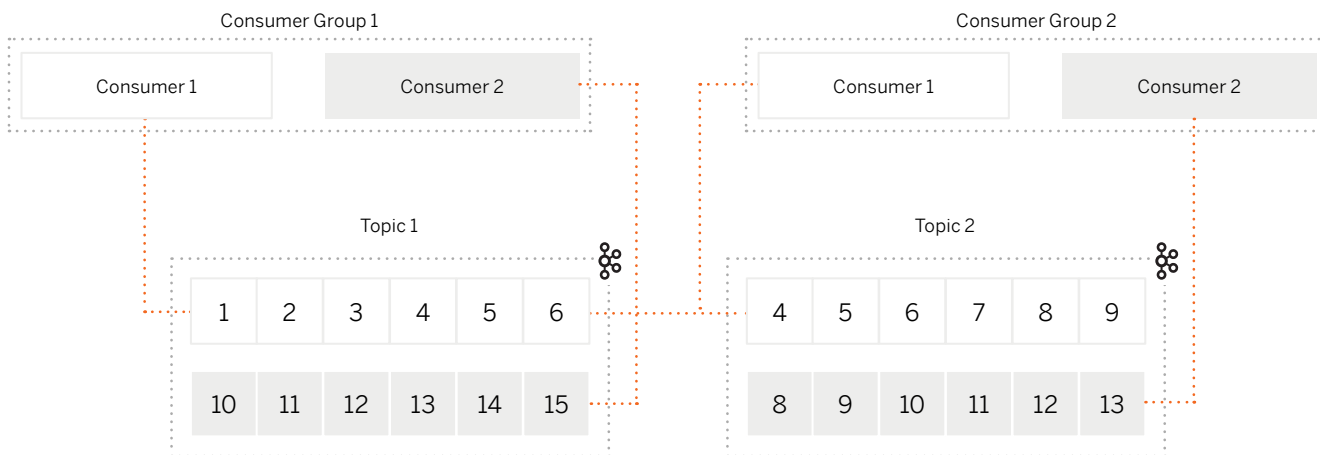 Consumer Group 1
Consumer Group 2
Consumer 1
Consumer 2
Consumer 1
Consumer 2
Topic 1
Topic 2
1 2 3 4 5 6
4 5 6 7 8 9
10 11 12 13 14 15
8 9 10 11 12 13